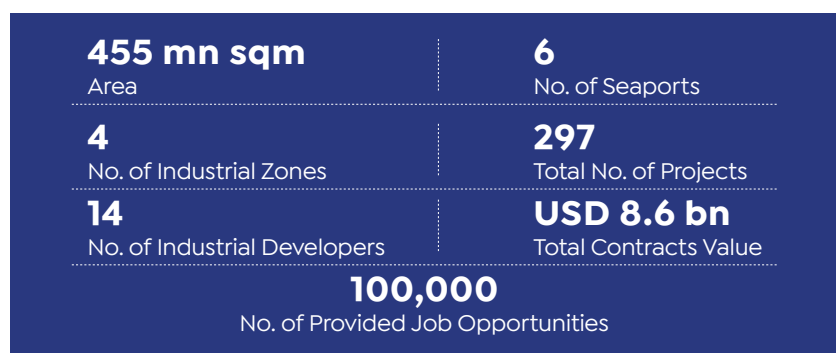 455 mn sqm
Area
6
No. of Seaports
4
No. of Industrial Zones
297
Total No. of Projects
14
No. of Industrial Developers
USD 8.6 bn
Total Contracts Value
100,000
No. of Provided Job Opportunities